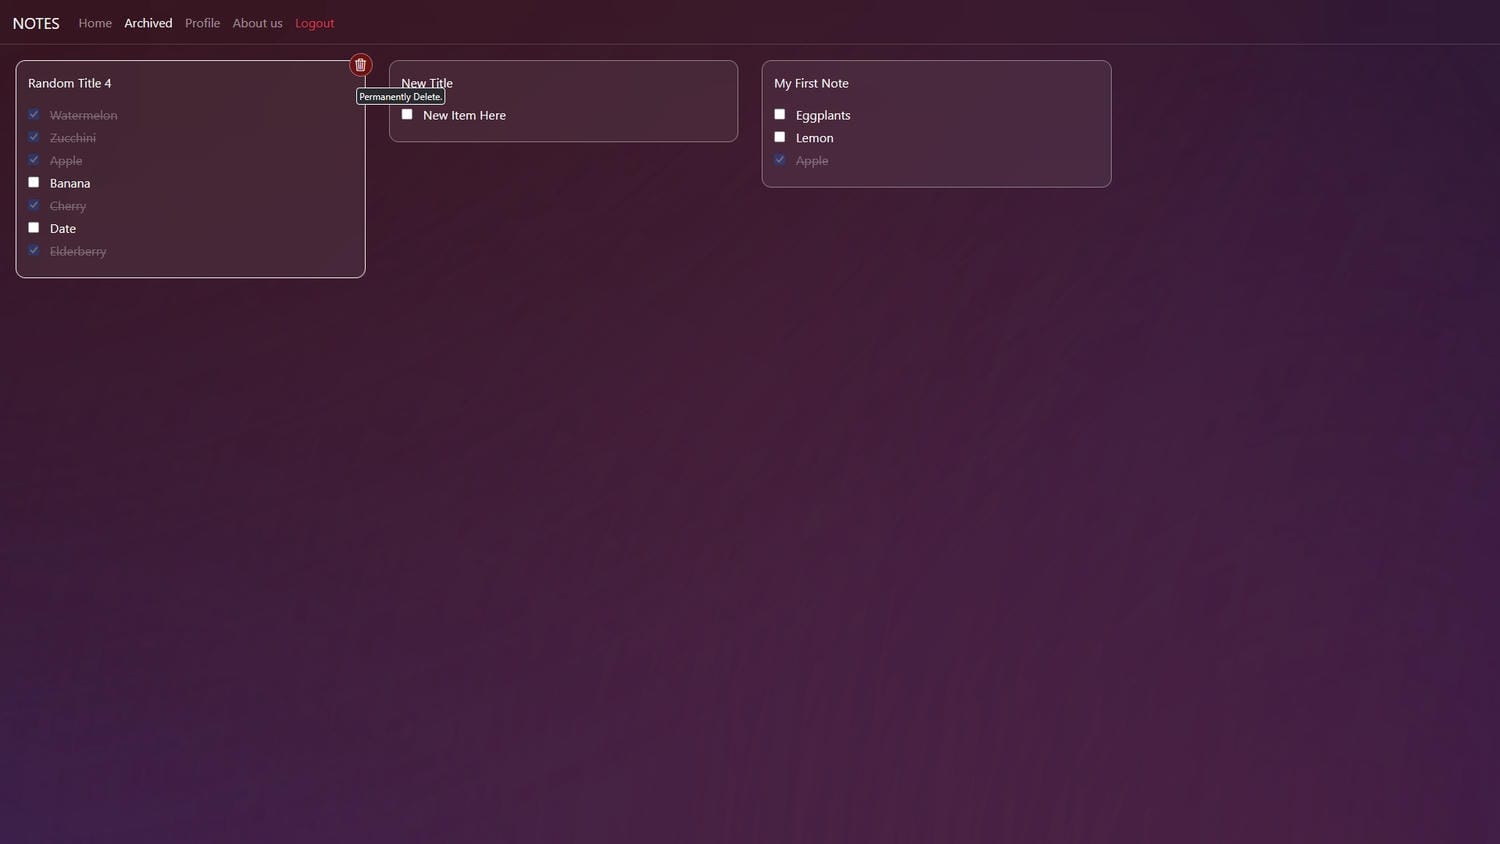 NOTES Home Archived Profile About us Logout
Random Title 4
Watermelon
Zucchini
Apple
Banana
Cherry
Date
Elderberry
New Title
Permanently Delete.
New Item Here
My First Note
Eggplants
Lemon
Apple